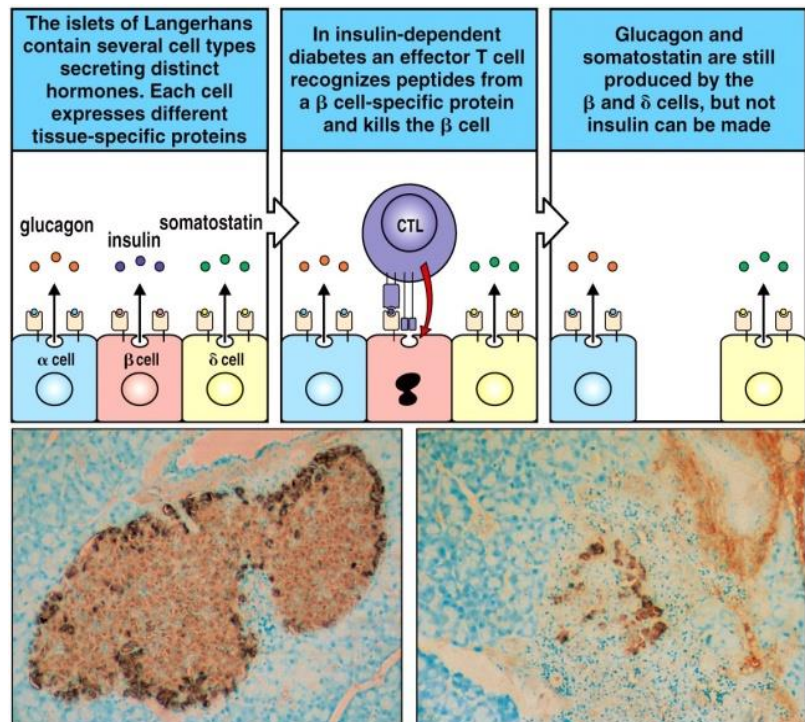 The islets of Langerhans
contain several cell types
secreting distinct
hormones. Each cell
expresses different
tissue-specific proteins
In insulin-dependent
diabetes an effector T cell
recognizes peptides from
a β cell-specific protein
and kills the β cell
Glucagon and
somatostatin are still
produced by the
β and δ cells, but not
insulin can be made
glucagon
insulin
somatostatin
α cell
β cell
δ cell
CTL